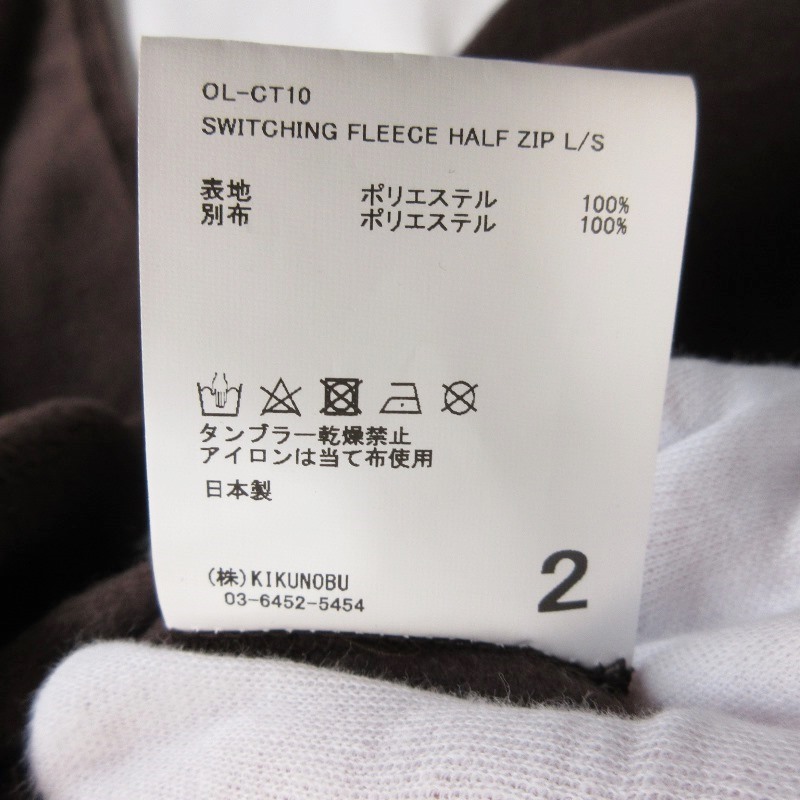 OL-CT10
SWITCHING FLEECE HALF ZIP L/S
表地 ポリエステル 100%
別布 ポリエステル 100%
タンブラー乾燥禁止
アイロンは当て布使用
日本製
(株)KIKUNOBU
03-6452-5454
2